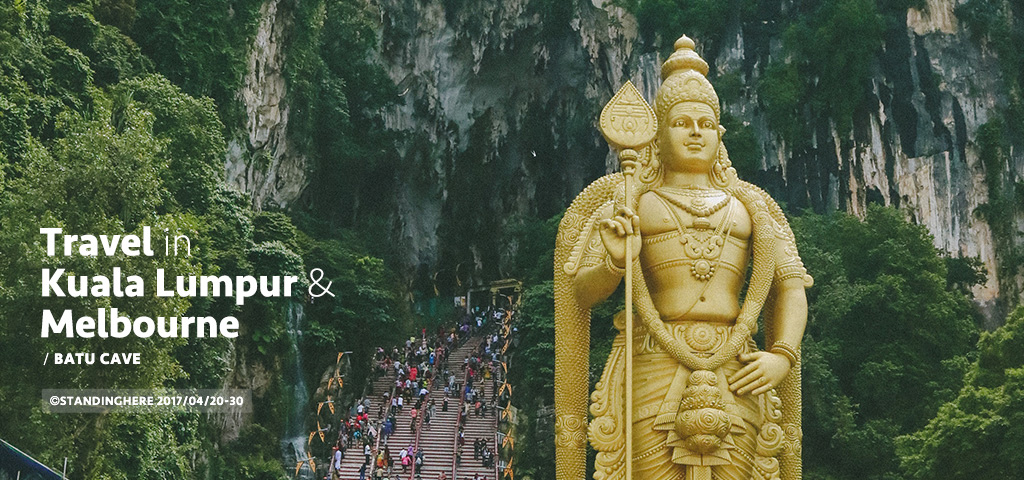 Travel in
Kuala Lumpur &
Melbourne
/ BATU CAVE
©STANDINGHERE 2017/04/20-30